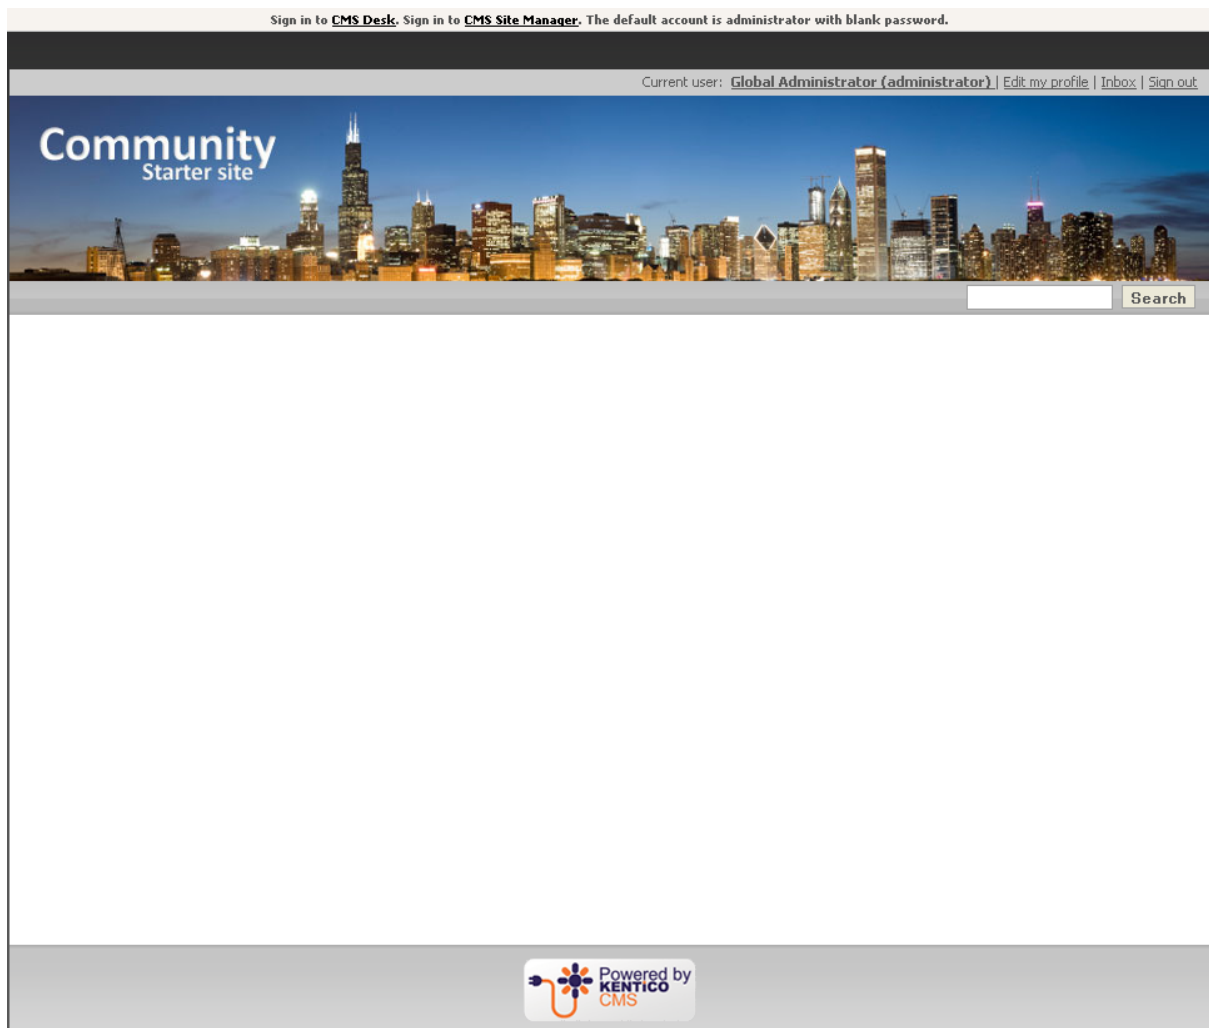 Sign in to CMS Desk. Sign in to CMS Site Manager. The default account is administrator with blank password.
Current user: Global Administrator (administrator) | Edit my profile | Inbox | Sign out
Community
Starter site
Search
Powered by
KENTICO
CMS